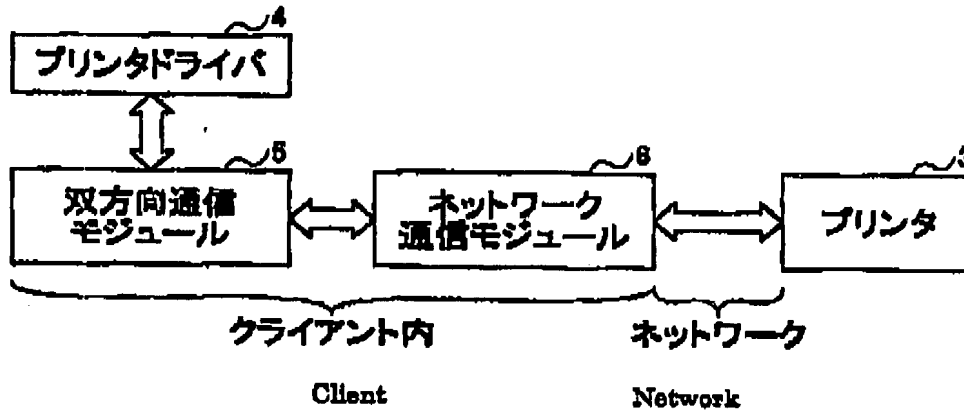 4
プリンタドライバ
5
双方向通信
モジュール
6
ネットワーク
通信モジュール
3
プリンタ
クライアント内
ネットワーク
Client
Network